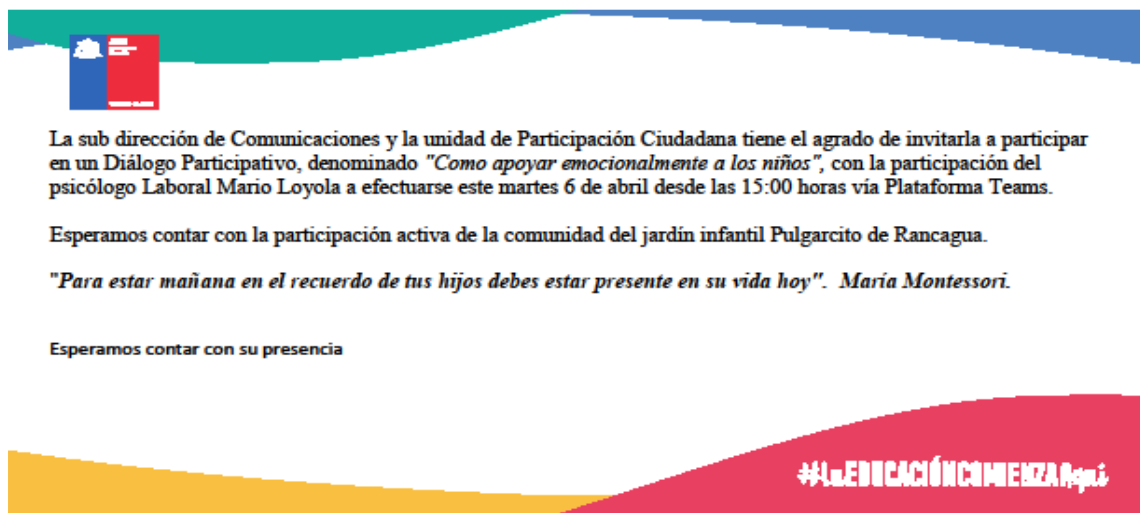 La sub dirección de Comunicaciones y la unidad de Participación Ciudadana tiene el agrado de invitarla a participar
en un Diálogo Participativo, denominado "Como apoyar emocionalmente a los niños", con la participación del
psicólogo Laboral Mario Loyola a efectuarse este martes 6 de abril desde las 15:00 horas vía Plataforma Teams.
Esperamos contar con la participación activa de la comunidad del jardín infantil Pulgarcito de Rancagua.
"Para estar mañana en el recuerdo de tus hijos debes estar presente en su vida hoy".  María Montessori.
Esperamos contar con su presencia
#LaEDUCACIÓNCOMIENZAAquí